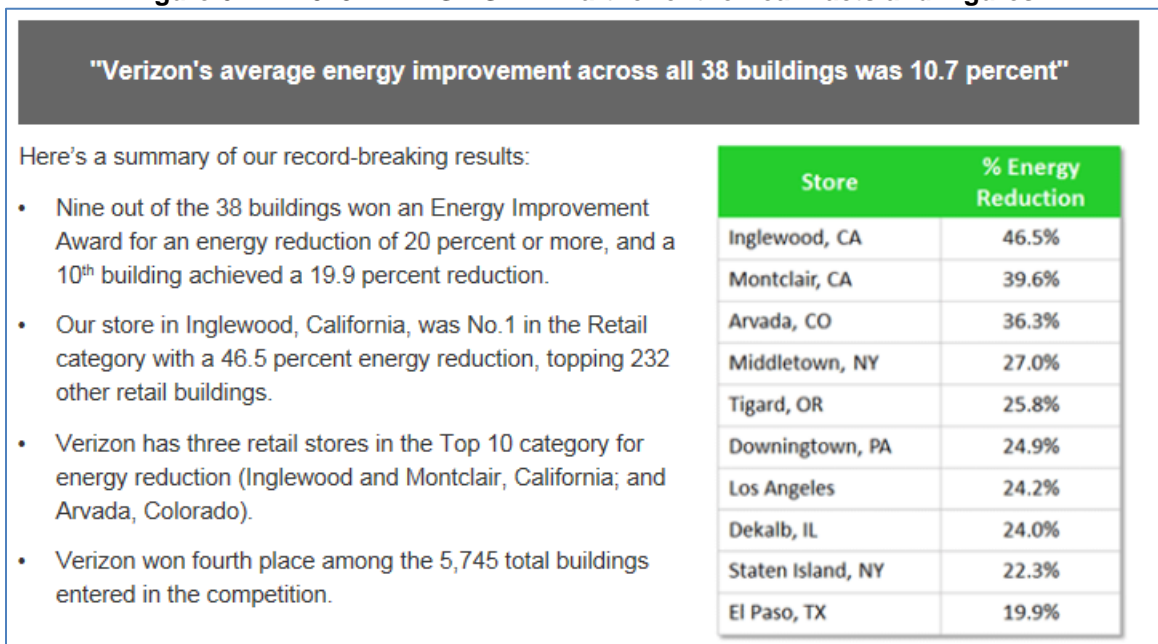 "Verizon's average energy improvement across all 38 buildings was 10.7 percent"
Here's a summary of our record-breaking results:
• Nine out of the 38 buildings won an Energy Improvement
Award for an energy reduction of 20 percent or more, and a
10th building achieved a 19.9 percent reduction.
• Our store in Inglewood, California, was No.1 in the Retail
category with a 46.5 percent energy reduction, topping 232
other retail buildings.
• Verizon has three retail stores in the Top 10 category for
energy reduction (Inglewood and Montclair, California; and
Arvada, Colorado).
• Verizon won fourth place among the 5,745 total buildings
entered in the competition.
Store % Energy Reduction
Inglewood, CA 46.5%
Montclair, CA 39.6%
Arvada, CO 36.3%
Middletown, NY 27.0%
Tigard, OR 25.8%
Downingtown, PA 24.9%
Los Angeles 24.2%
Dekalb, IL 24.0%
Staten Island, NY 22.3%
El Paso, TX 19.9%